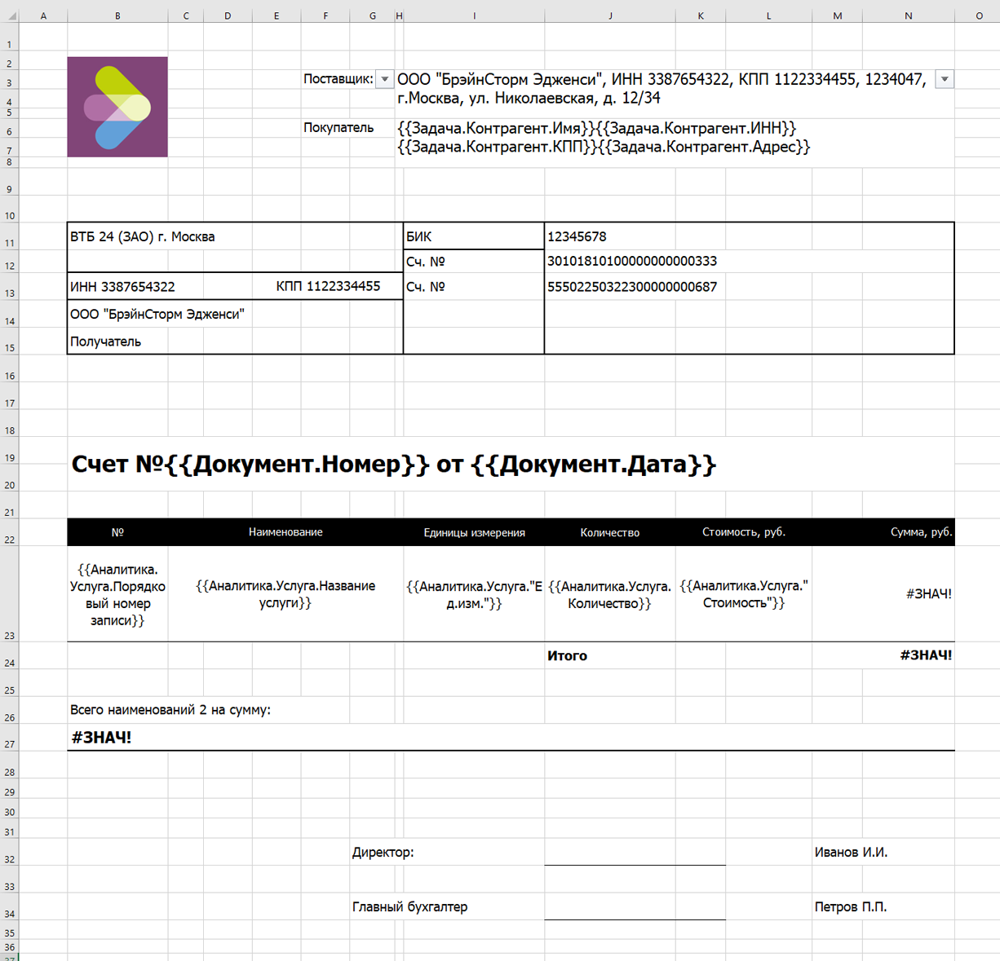 A B C D E F G H I J K L M N O
1
2
3 Поставщик: ООО "БрэйнСторм Эдженси", ИНН 3387654322, КПП 1122334455, 1234047,
4 г.Москва, ул. Николаевская, д. 12/34
5
6 Покупатель {{Задача.Контрагент.Имя}}{{Задача.Контрагент.ИНН}}
7 {{Задача.Контрагент.КПП}}{{Задача.Контрагент.Адрес}}
8
9
10
11 ВТБ 24 (ЗАО) г. Москва БИК 12345678
12 Сч. № 30101810100000000000333
13 ИНН 3387654322 КПП 1122334455 Сч. № 55502250322300000000687
14 ООО "БрэйнСторм Эдженси"
15 Получатель
16
17
18
19 Счет №{{Документ.Номер}} от {{Документ.Дата}}
20
21
22 № Наименование Единицы измерения Количество Стоимость, руб. Сумма, руб.
{{Аналитика.
Услуга.Порядко
вый номер
записи}}
{{Аналитика.Услуга.Название
услуги}}
{{Аналитика.Услуга."Е
д.изм."}}
{{Аналитика.Услуга.
Количество}}
{{Аналитика.Услуга."
Стоимость"}}
#ЗНАЧ!
23
24 Итого #ЗНАЧ!
25
26 Всего наименований 2 на сумму:
27 #ЗНАЧ!
28
29
30
31
32 Директор: Иванов И.И.
33
34 Главный бухгалтер Петров П.П.
35
36
37